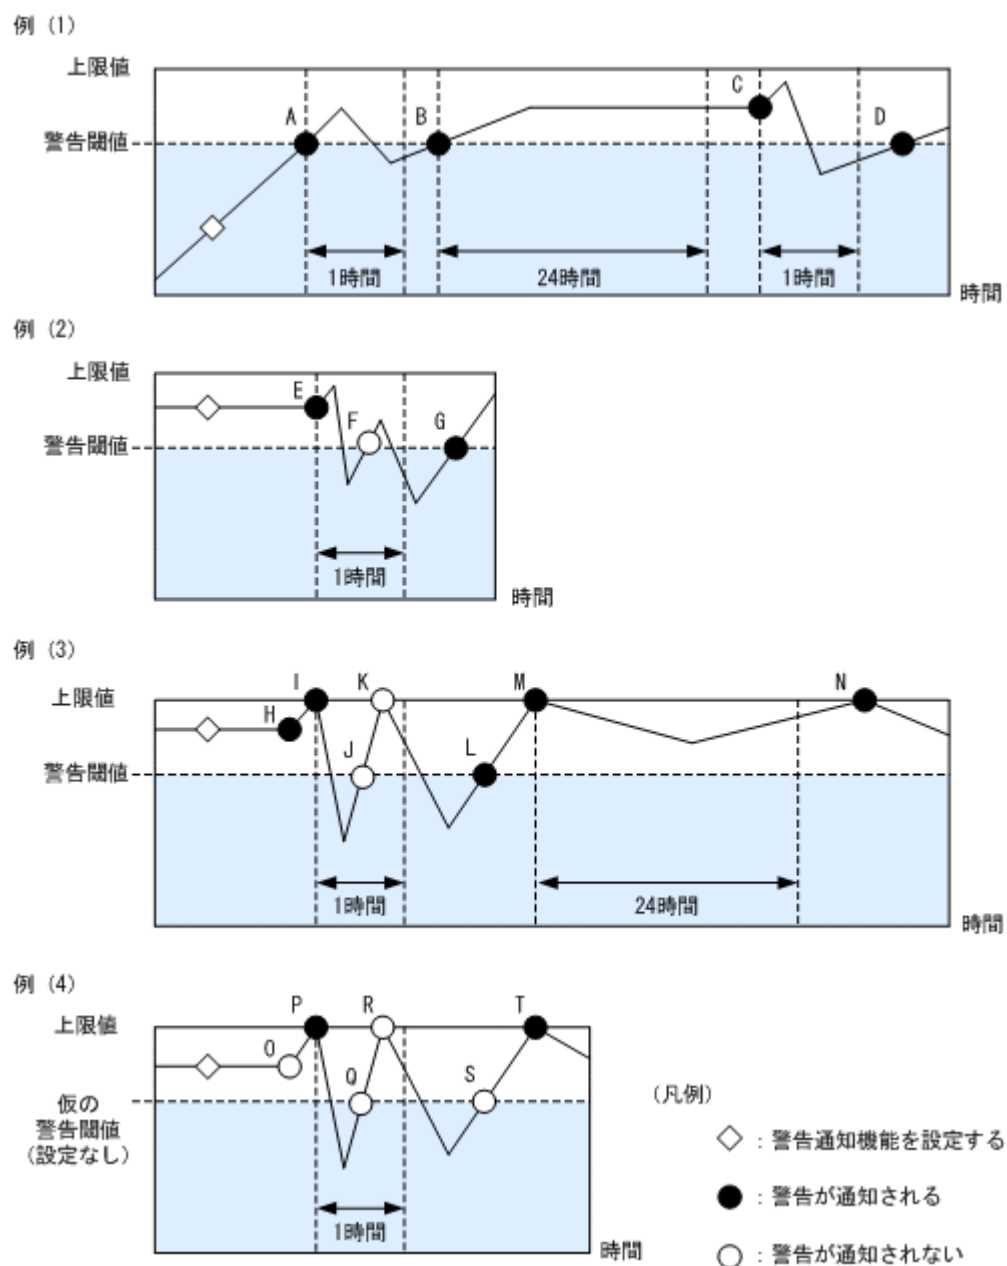 例 (1)
上限値
警告閾値
A
B
C
D
1時間
24時間
1時間
時間
例 (2)
上限値
警告閾値
E
F
G
1時間
時間
例 (3)
上限値
警告閾値
H
I
J
K
L
M
N
1時間
24時間
時間
例 (4)
上限値
仮の
警告閾値
(設定なし)
O
P
Q
R
S
T
1時間
時間
(凡例)
◇ : 警告通知機能を設定する
● : 警告が通知される
○ : 警告が通知されない